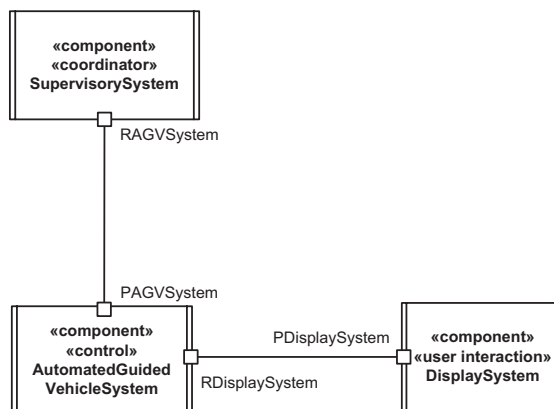 «component»
«coordinator»
SupervisorySystem
RAGVSystem
PAGVSystem
«component»
«control»
AutomatedGuided
VehicleSystem
PDisplaySystem
RDisplaySystem
«component»
«user interaction»
DisplaySystem